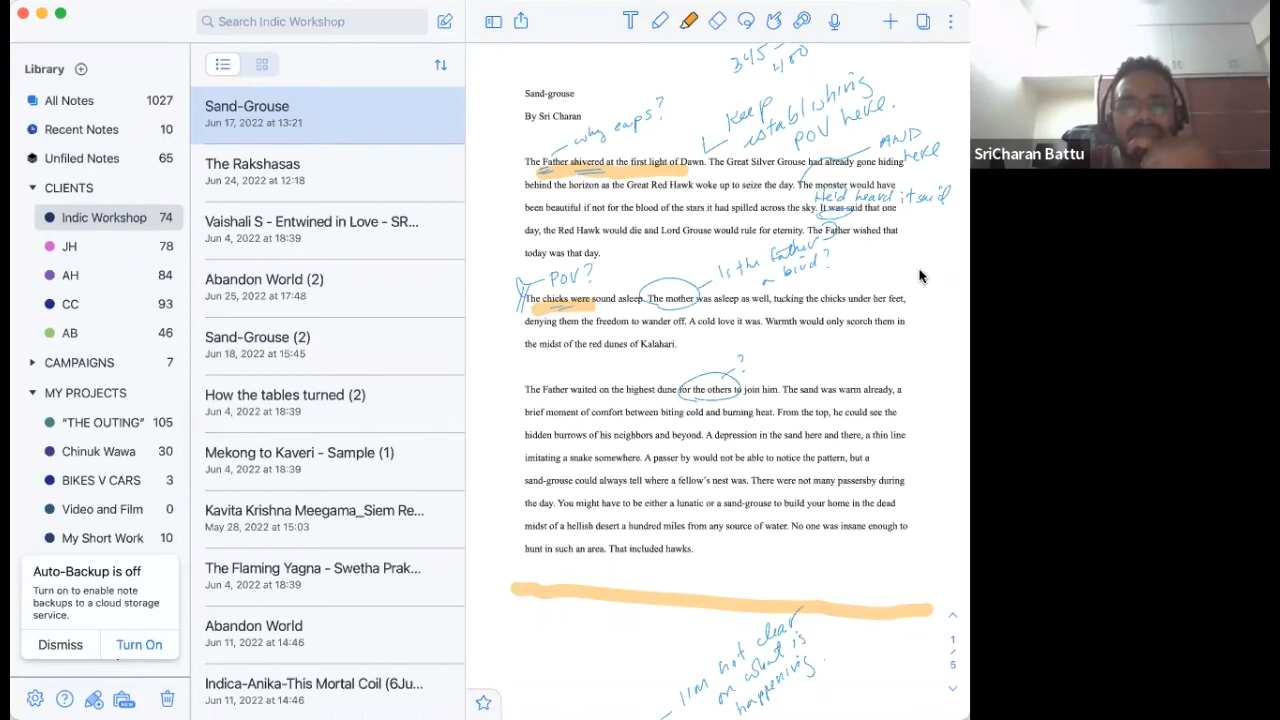 Search Indic Workshop
Library
All Notes 1027
Recent Notes 10
Unfiled Notes 65
CLIENTS
Indic Workshop 74
JH 78
AH 84
CC 93
AB 46
CAMPAIGNS 7
MY PROJECTS
“THE OUTING” 105
Chinuk Wawa 30
BIKES V CARS 3
Video and Film 0
My Short Work 10
Auto-Backup is off
Turn on to enable note
backups to a cloud storage
service.
Dismiss Turn On
Sand-Grouse
Jun 17, 2022 at 13:21
The Rakshasas
Jun 24, 2022 at 12:18
Vaishali S - Entwined in Love - SR...
Jun 4, 2022 at 18:39
Abandon World (2)
Jun 25, 2022 at 17:48
Sand-Grouse (2)
Jun 18, 2022 at 15:45
How the tables turned (2)
Jun 4, 2022 at 18:39
Mekong to Kaveri - Sample (1)
Jun 4, 2022 at 18:39
Kavita Krishna Meegama_Siem Re...
May 28, 2022 at 15:03
The Flaming Yagna - Swetha Prak...
Jun 4, 2022 at 18:39
Abandon World
Jun 11, 2022 at 14:46
Indica-Anika-This Mortal Coil (6Ju...
Jun 4, 2022 at 18:39
345-
400
Sand-grouse
By Sri Charan
why caps?
Keep
establishing
POV here.
AND
here
The Father shivered at the first light of Dawn. The Great Silver Grouse had already gone hiding
behind the horizon as the Great Red Hawk woke up to seize the day. The monster would have
He'd heard it said
been beautiful if not for the blood of the stars it had spilled across the sky. It was said that one
day, the Red Hawk would die and Lord Grouse would rule for eternity. The Father wished that
today was that day.
Is the Father
a bird?
POV?
The chicks were sound asleep. The mother was asleep as well, tucking the chicks under her feet,
denying them the freedom to wander off. A cold love it was. Warmth would only scorch them in
the midst of the red dunes of Kalahari.
?
The Father waited on the highest dune for the others to join him. The sand was warm already, a
brief moment of comfort between biting cold and burning heat. From the top, he could see the
hidden burrows of his neighbors and beyond. A depression in the sand here and there, a thin line
imitating a snake somewhere. A passer by would not be able to notice the pattern, but a
sand-grouse could always tell where a fellow’s nest was. There were not many passersby during
the day. You might have to be either a lunatic or a sand-grouse to build your home in the dead
midst of a hellish desert a hundred miles from any source of water. No one was insane enough to
hunt in such an area. That included hawks.
I'm not clear
on what is
happening.
1
/
5
SriCharan Battu